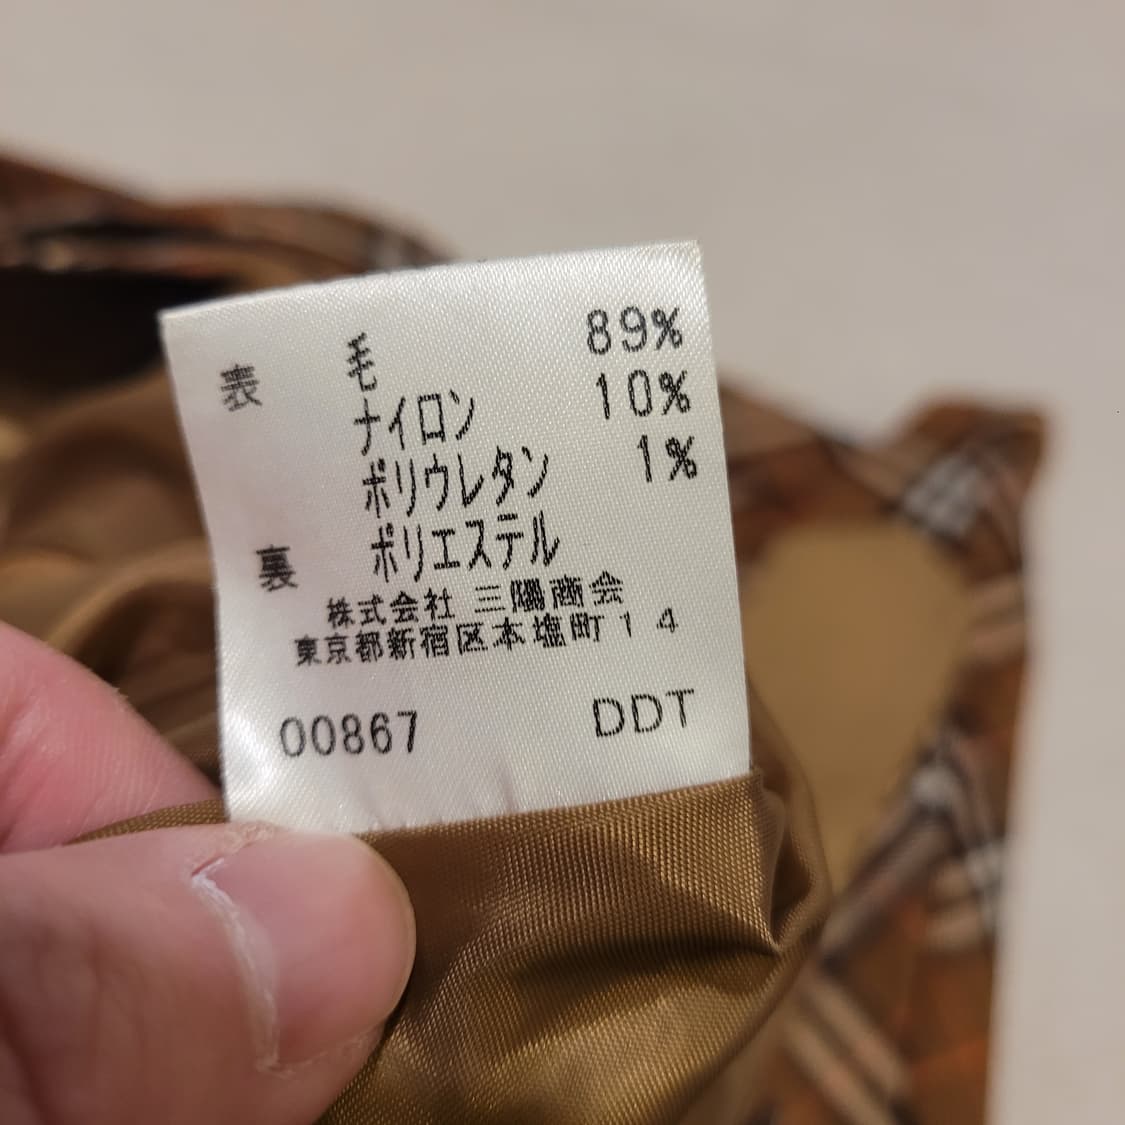 表 毛 89%
ナイロン 10%
ポリウレタン 1%
裏 ポリエステル
株式会社 三陽商会
東京都新宿区本塩町14
00867 DDT